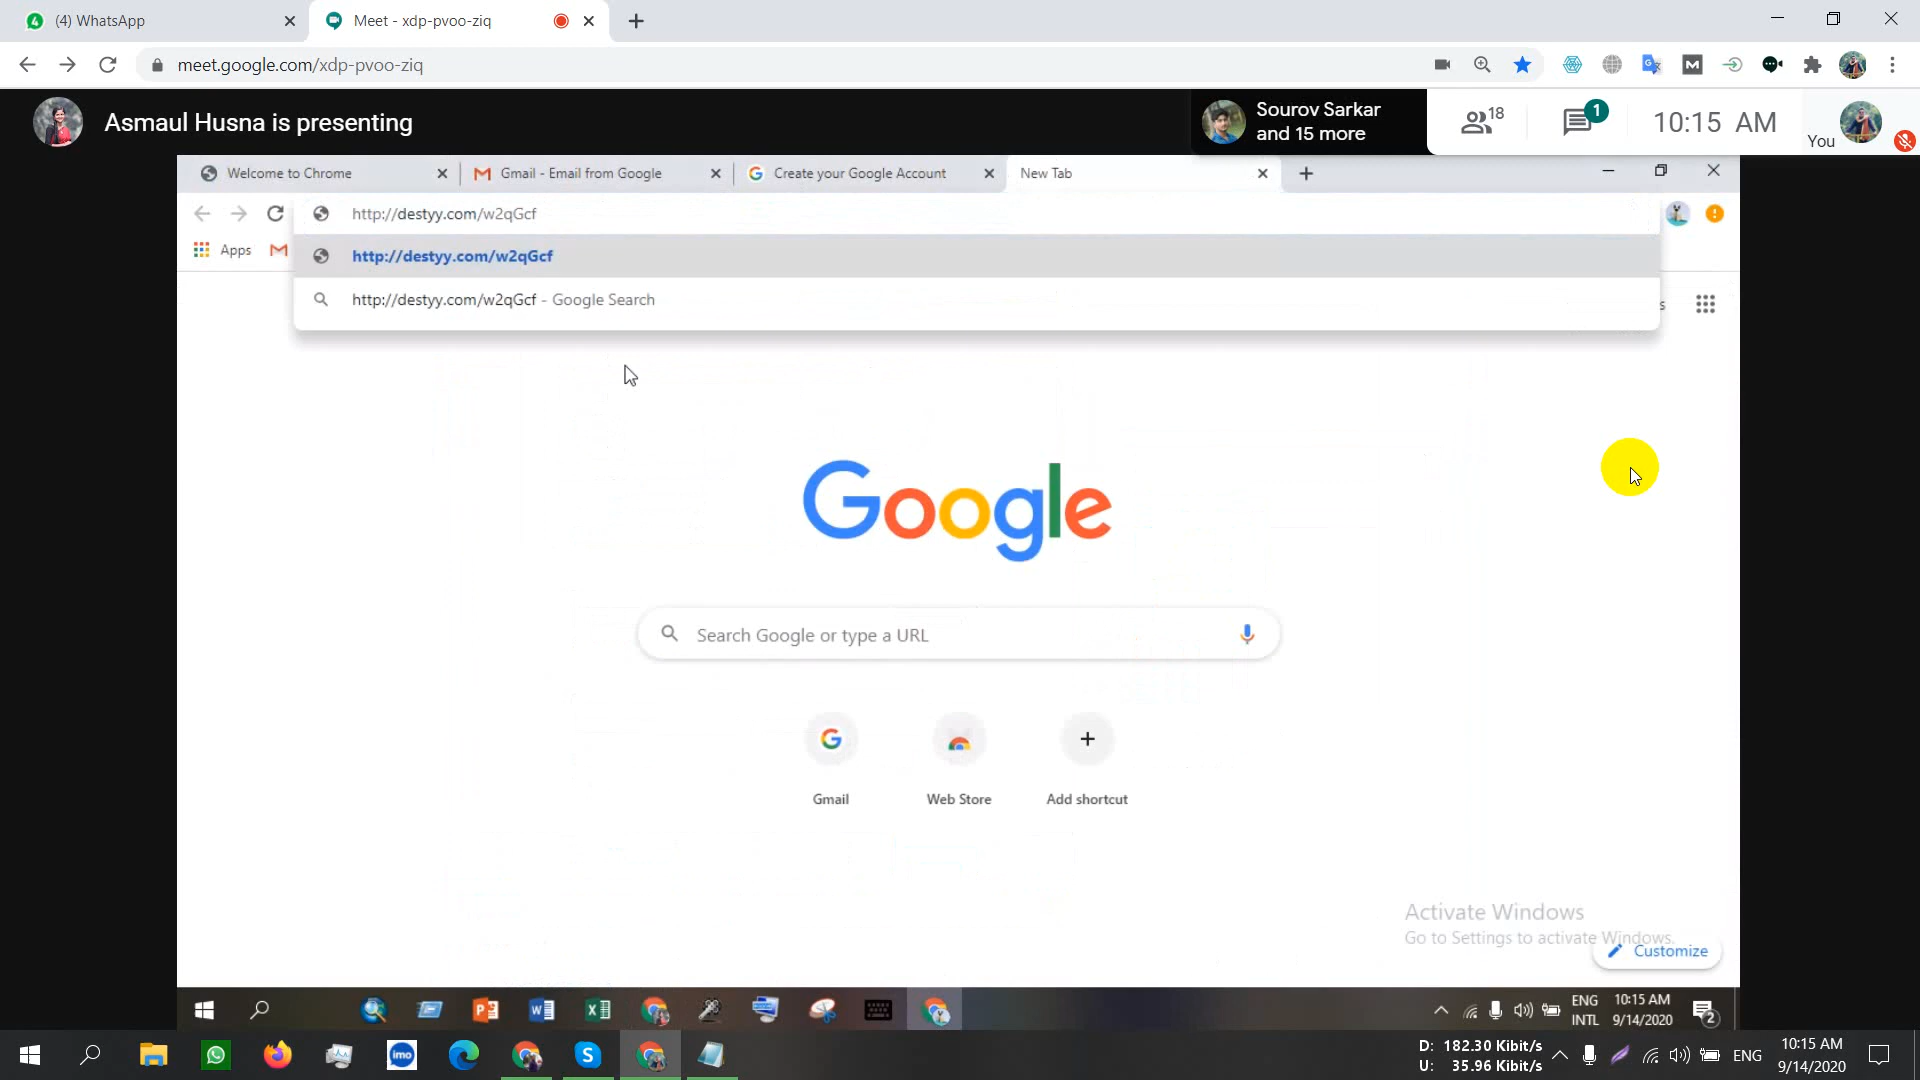 (4) WhatsApp
Meet - xdp-pvoo-ziq
meet.google.com/xdp-pvoo-ziq
Asmaul Husna is presenting
Sourov Sarkar
and 15 more
18
1
10:15 AM
You
Welcome to Chrome
Gmail - Email from Google
Create your Google Account
New Tab
http://destyy.com/w2qGcf
Apps
http://destyy.com/w2qGcf
http://destyy.com/w2qGcf - Google Search
s
Google
Search Google or type a URL
Gmail
Web Store
Add shortcut
Activate Windows
Go to Settings to activate Windows.
Customize
ENG
INTL
10:15 AM
9/14/2020
2
imo
D: 182.30 Kibit/s
U: 35.96 Kibit/s
ENG
10:15 AM
9/14/2020